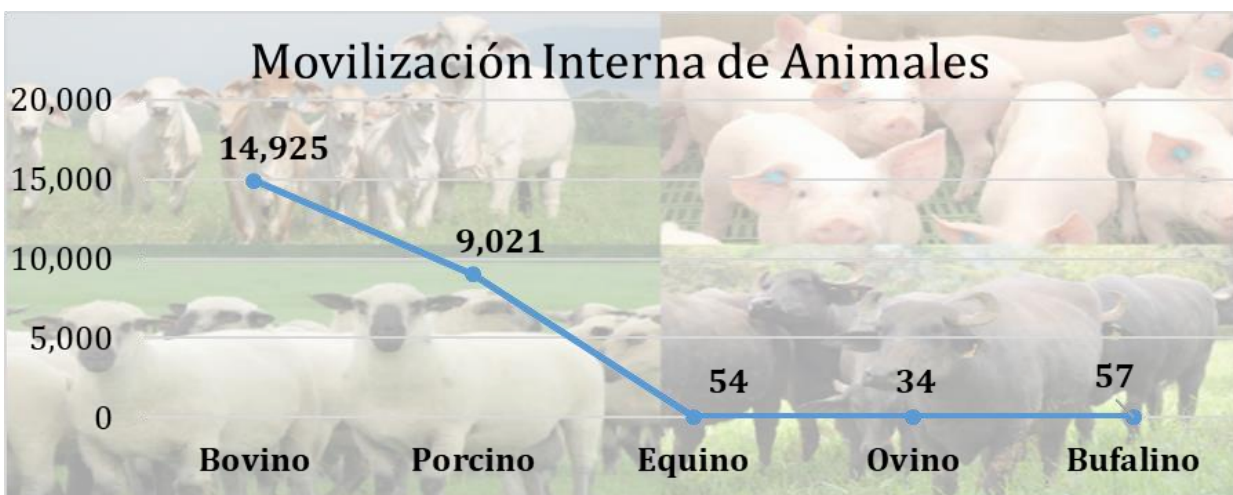 Movilización Interna de Animales
20,000
14,925
15,000
9,021
10,000
5,000
54 34 57
0
Bovino Porcino Equino Ovino Bufalino